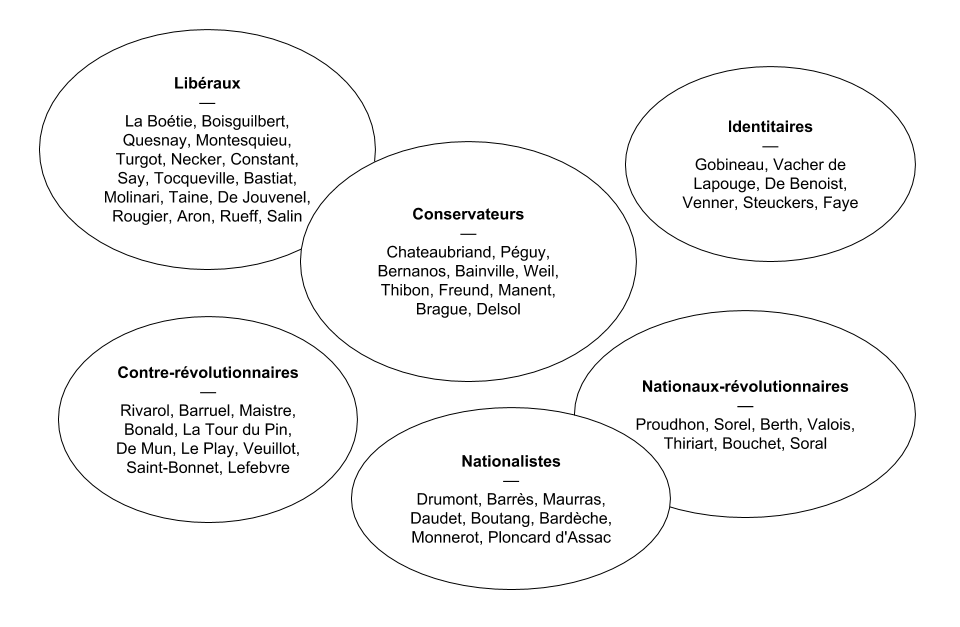 Libéraux
—
La Boétie, Boisguilbert,
Quesnay, Montesquieu,
Turgot, Necker, Constant,
Say, Tocqueville, Bastiat,
Molinari, Taine, De Jouvenel,
Rougier, Aron, Rueff, Salin
Identitaires
—
Gobineau, Vacher de
Lapouge, De Benoist,
Venner, Steuckers, Faye
Conservateurs
—
Chateaubriand, Péguy,
Bernanos, Bainville, Weil,
Thibon, Freund, Manent,
Brague, Delsol
Contre-révolutionnaires
—
Rivarol, Barruel, Maistre,
Bonald, La Tour du Pin,
De Mun, Le Play, Veuillot,
Saint-Bonnet, Lefebvre
Nationaux-révolutionnaires
—
Proudhon, Sorel, Berth, Valois,
Thiriart, Bouchet, Soral
Nationalistes
—
Drumont, Barrès, Maurras,
Daudet, Boutang, Bardèche,
Monnerot, Ploncard d'Assac